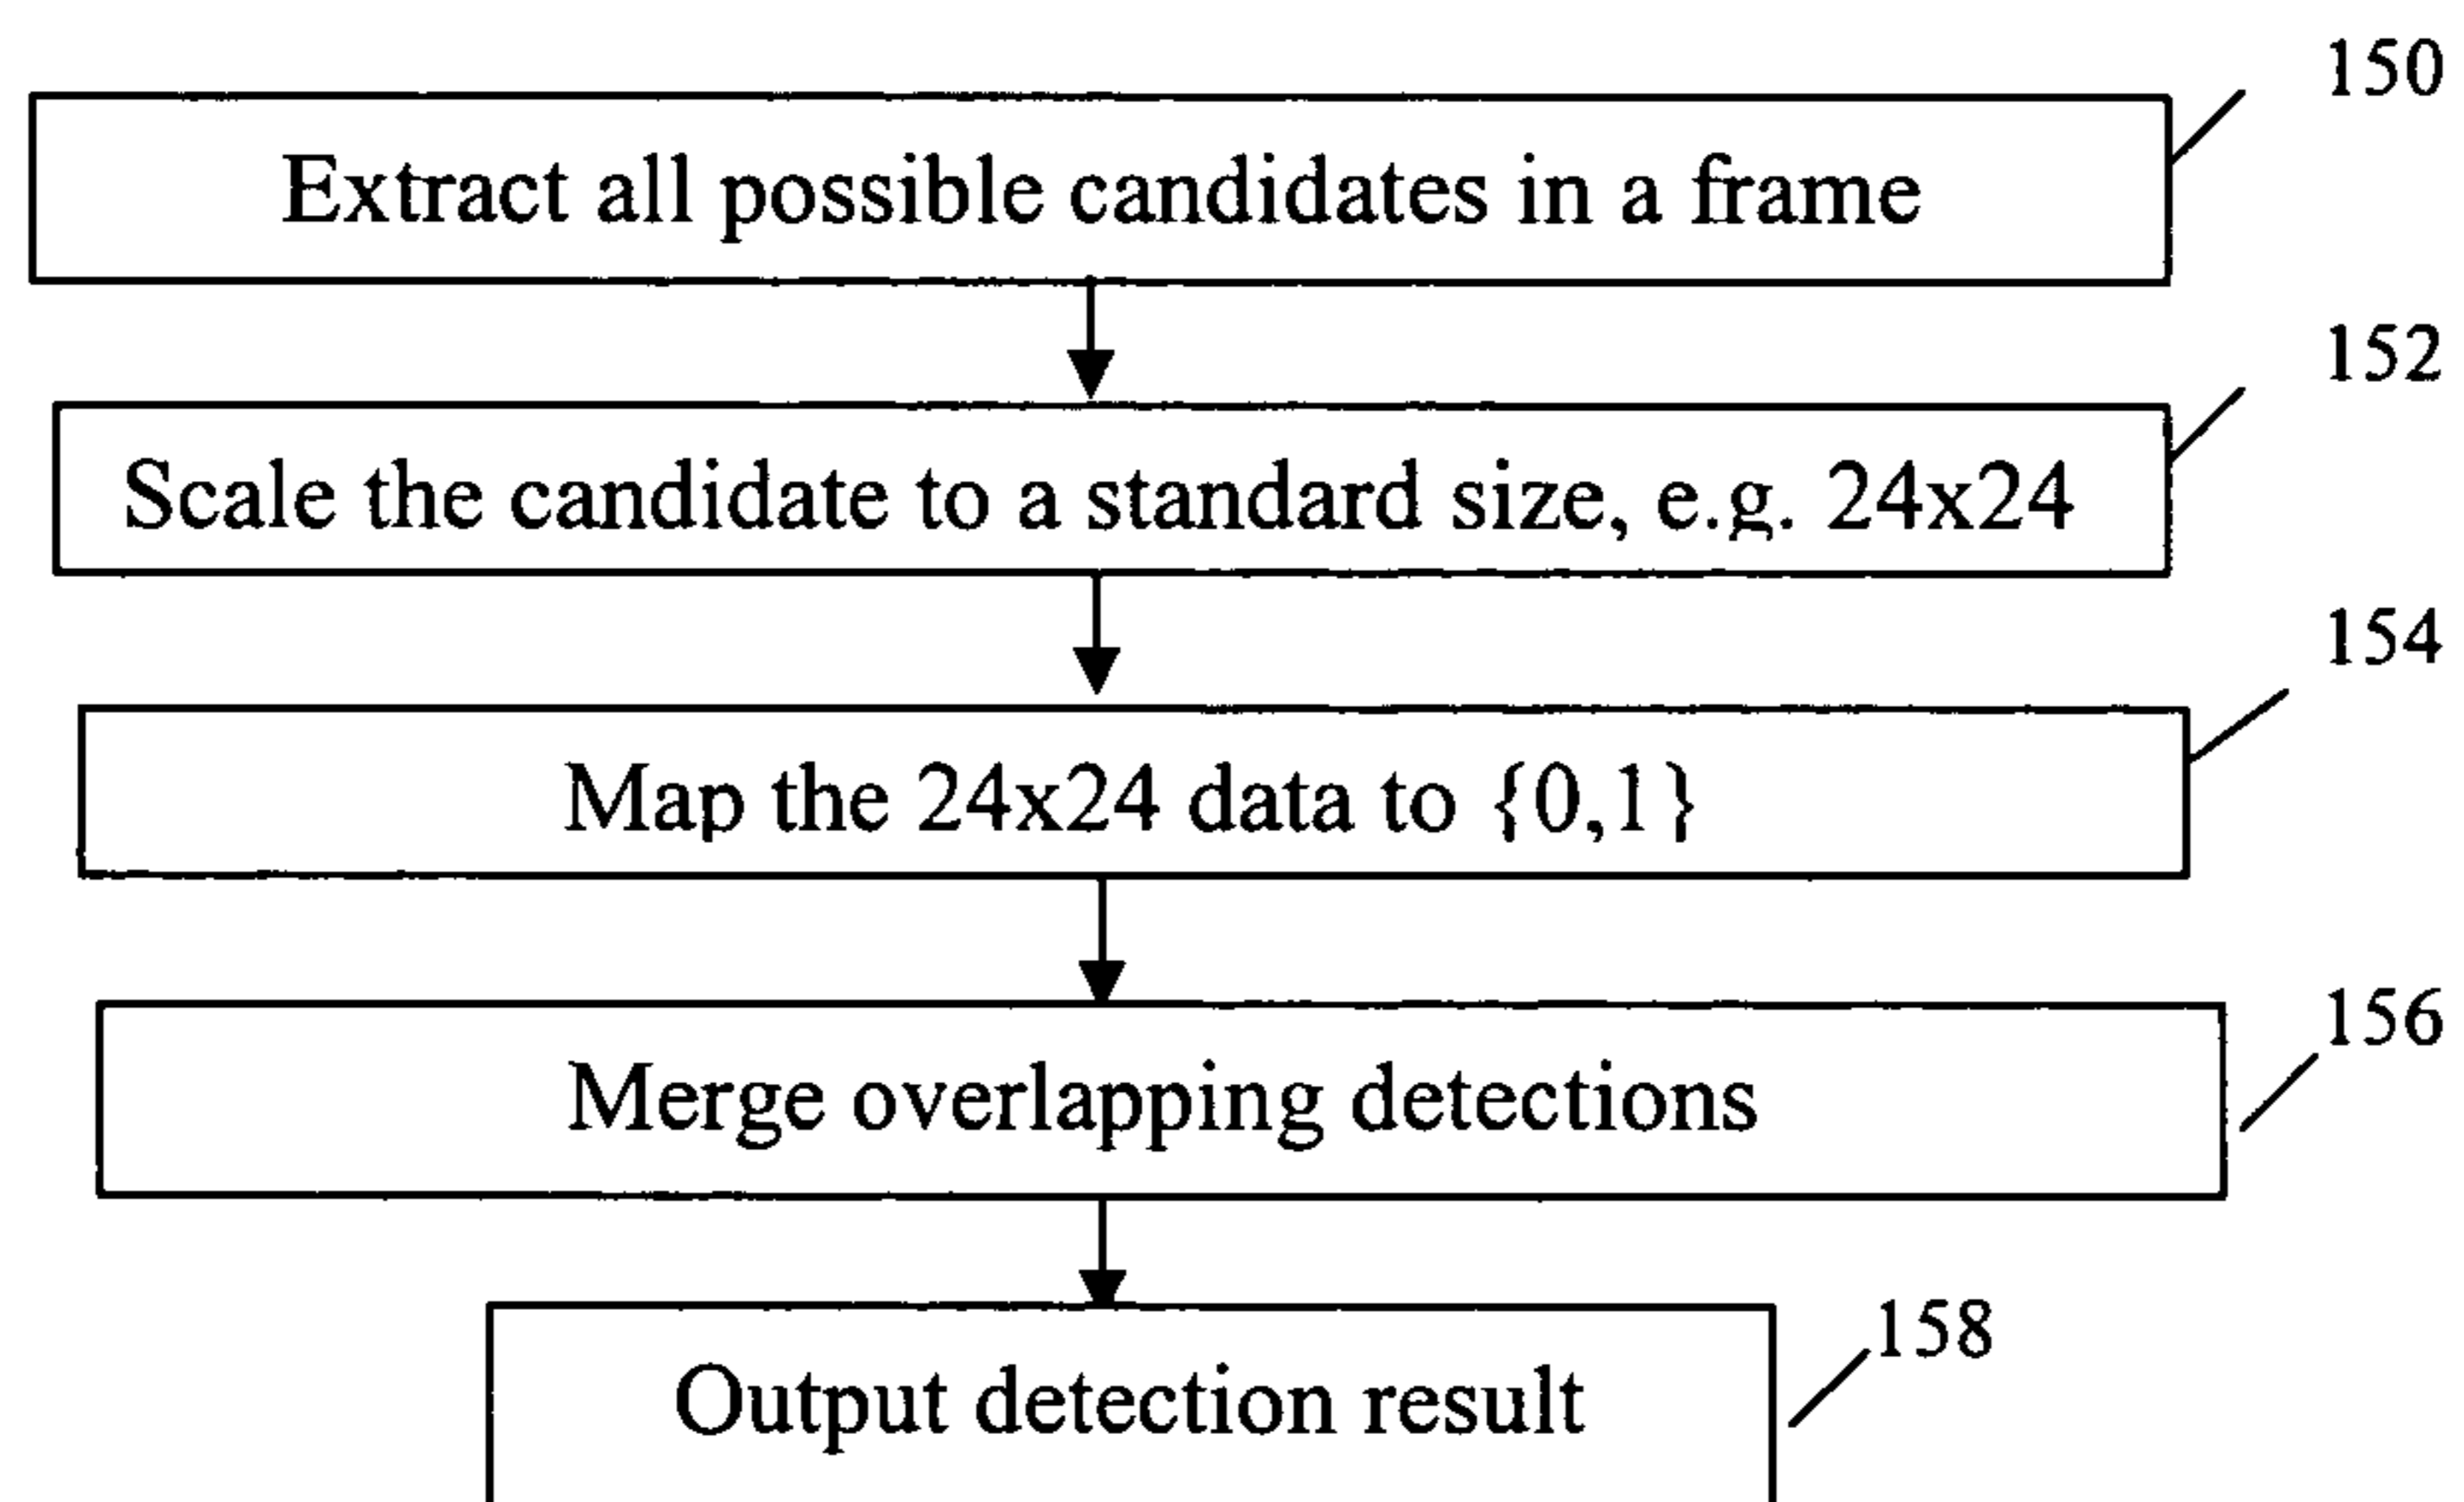 150
Extract all possible candidates in a frame
152
Scale the candidate to a standard size, e.g. 24x24
154
Map the 24x24 data to {0,1}
156
Merge overlapping detections
158
Output detection result